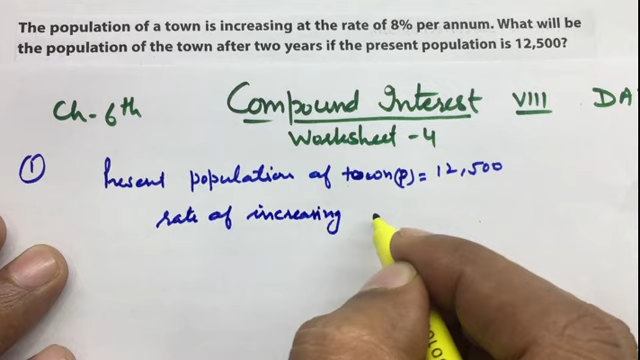 The population of a town is increasing at the rate of 8% per annum. What will be
the population of the town after two years if the present population is 12,500?
Ch-6th Compound Interest VIII DA
Worksheet-4
① Present population of town(P)= 12,500
rate of increasing